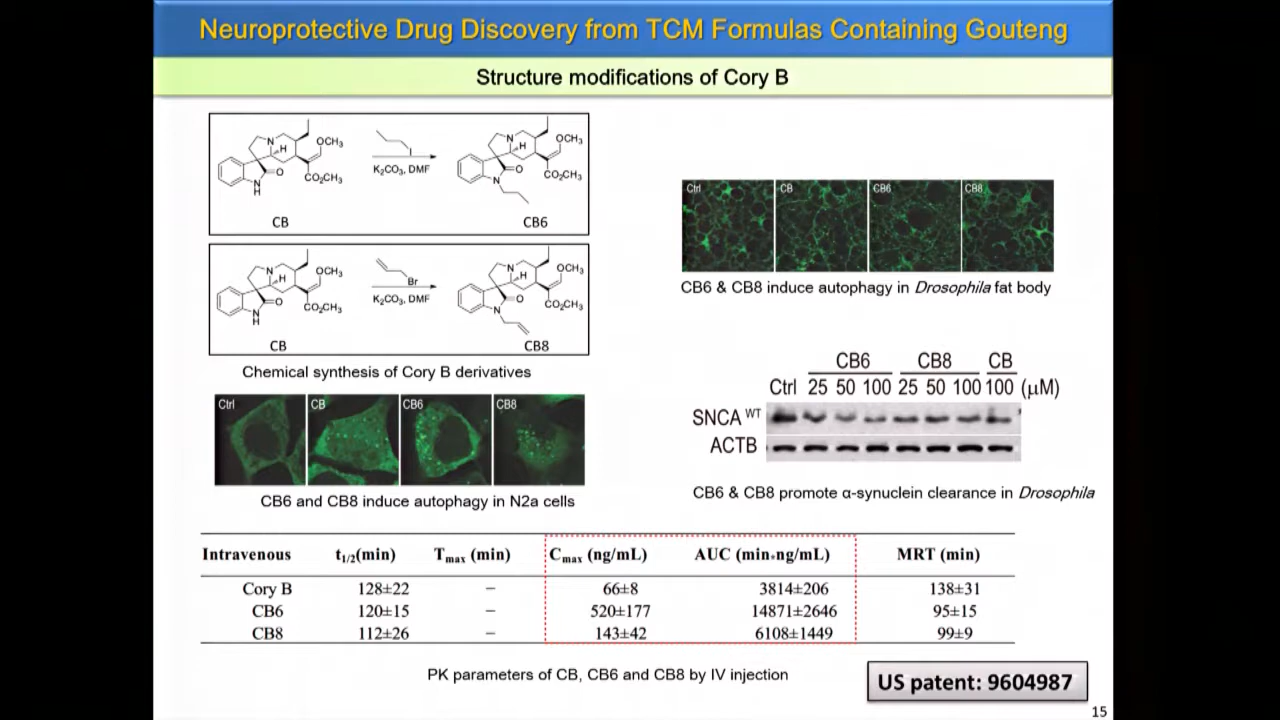 Neuroprotective Drug Discovery from TCM Formulas Containing Gouteng
Structure modifications of Cory B
N
H
OCH₃
O
CO₂CH₃
N
H
CB
I
K₂CO₃, DMF
N
H
OCH₃
O
CO₂CH₃
N
CB6
N
H
OCH₃
O
CO₂CH₃
N
H
CB
Br
K₂CO₃, DMF
N
H
OCH₃
O
CO₂CH₃
N
CB8
Chemical synthesis of Cory B derivatives
Ctrl CB CB6 CB8
CB6 and CB8 induce autophagy in N2a cells
Ctrl CB CB6 CB8
CB6 & CB8 induce autophagy in Drosophila fat body
CB6 CB8 CB
Ctrl 25 50 100 25 50 100 100 (μM)
SNCA WT
ACTB
CB6 & CB8 promote α-synuclein clearance in Drosophila
Intravenous t1/2(min) Tmax (min) Cmax (ng/mL) AUC (min•ng/mL) MRT (min)
Cory B 128±22 – 66±8 3814±206 138±31
CB6 120±15 – 520±177 14871±2646 95±15
CB8 112±26 – 143±42 6108±1449 99±9
PK parameters of CB, CB6 and CB8 by IV injection
US patent: 9604987
15